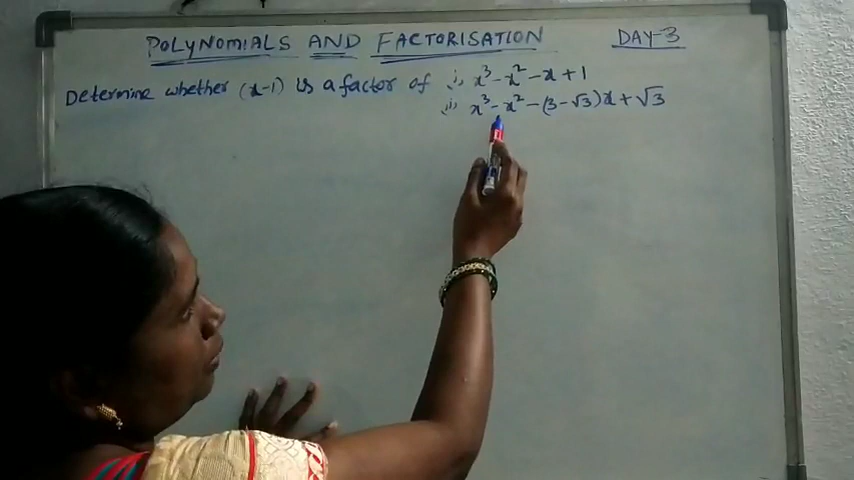 POLYNOMIALS AND FACTORISATION DAY-3
Determine whether (x-1) is a factor of i, x³-x²-x+1
ii, x³-x²-(3-√3)x+√3